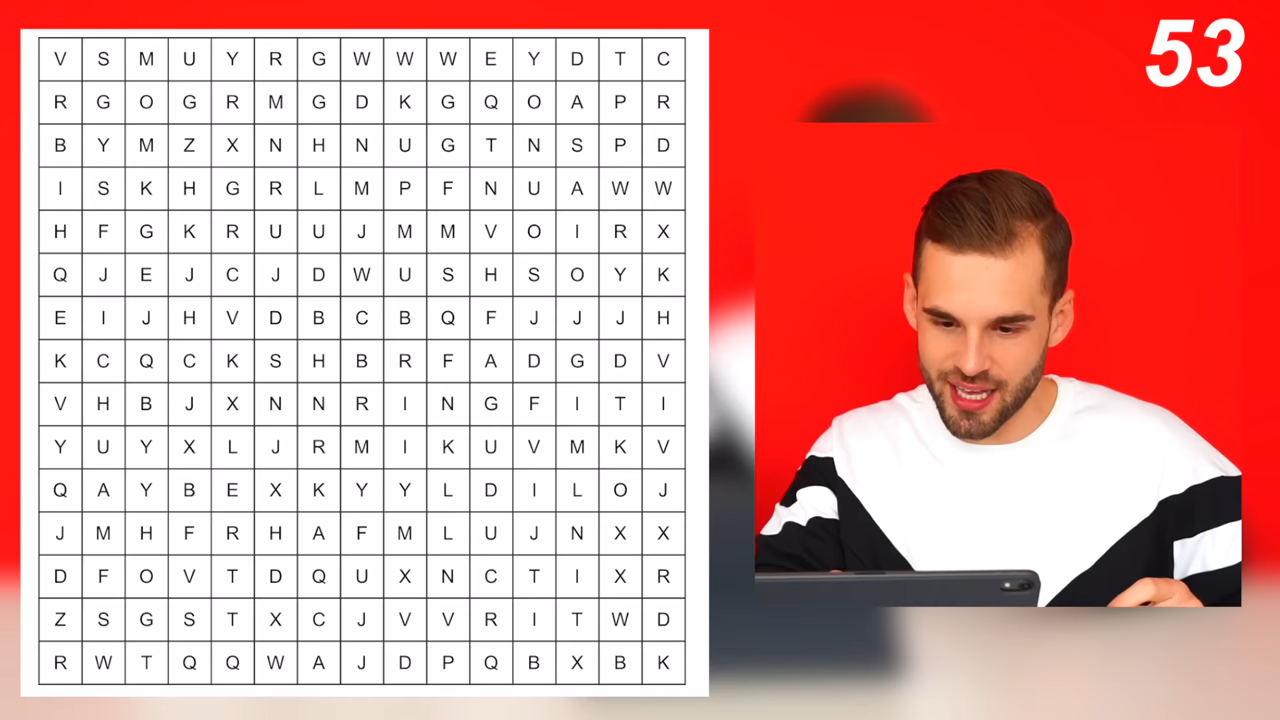 53
V S M U Y R G W W W E Y D T C
R G O G R M G D K G Q O A P R
B Y M Z X N H N U G T N S P D
I S K H G R L M P F N U A W W
H F G K R U U J M M V O I R X
Q J E J C J D W U S H S O Y K
E I J H V D B C B Q F J J J H
K C Q C K S H B R F A D G D V
V H B J X N N R I N G F I T I
Y U Y X L J R M I K U V M K V
Q A Y B E X K Y Y L D I L O J
J M H F R H A F M L U J N X X
D F O V T D Q U X N C T I X R
Z S G S T X C J V V R I T W D
R W T Q Q W A J D P Q B X B K